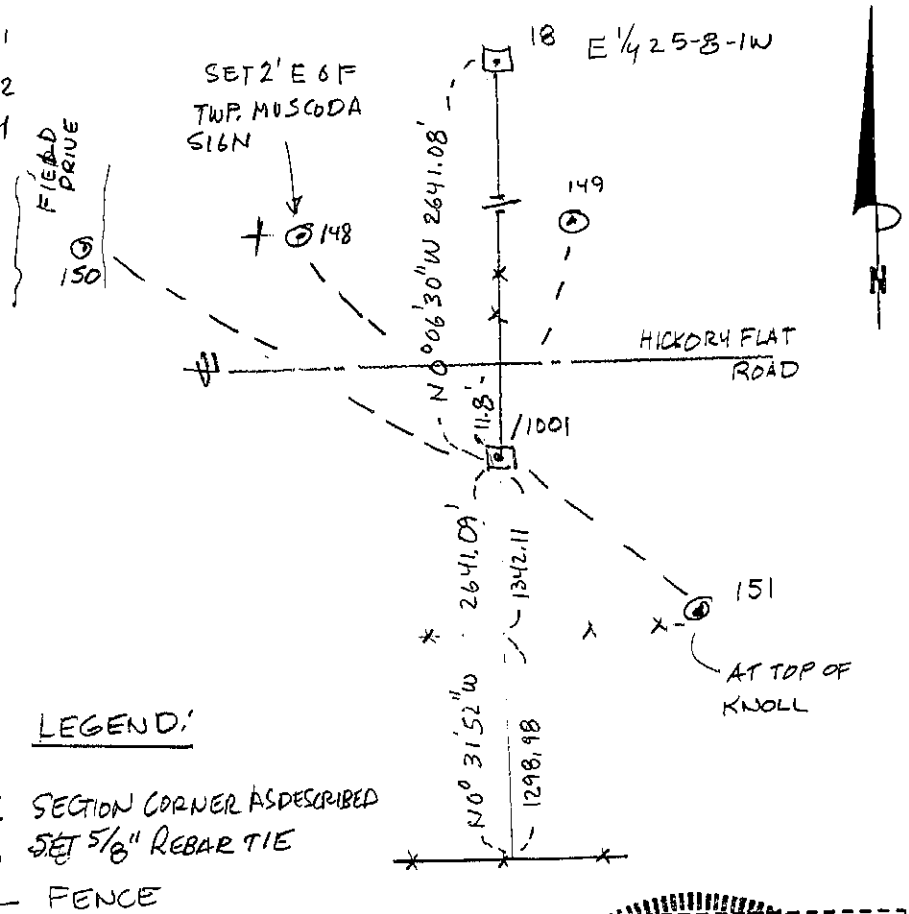 1
2
18 E 1/4 25-8-1W
SET 2' E OF
TWP. MUSCODA
SIGN
FIELD
DRIVE
150
148
149
N 0°06'30"W 2641.08'
N
HICKORY FLAT
ROAD
11.8'
1001
2641.09'
1342.11
151
AT TOP OF
KNOLL
N0° 31'52"W
1298.98
LEGEND:
SECTION CORNER AS DESCRIBED
SET 5/8" REBAR TIE
FENCE